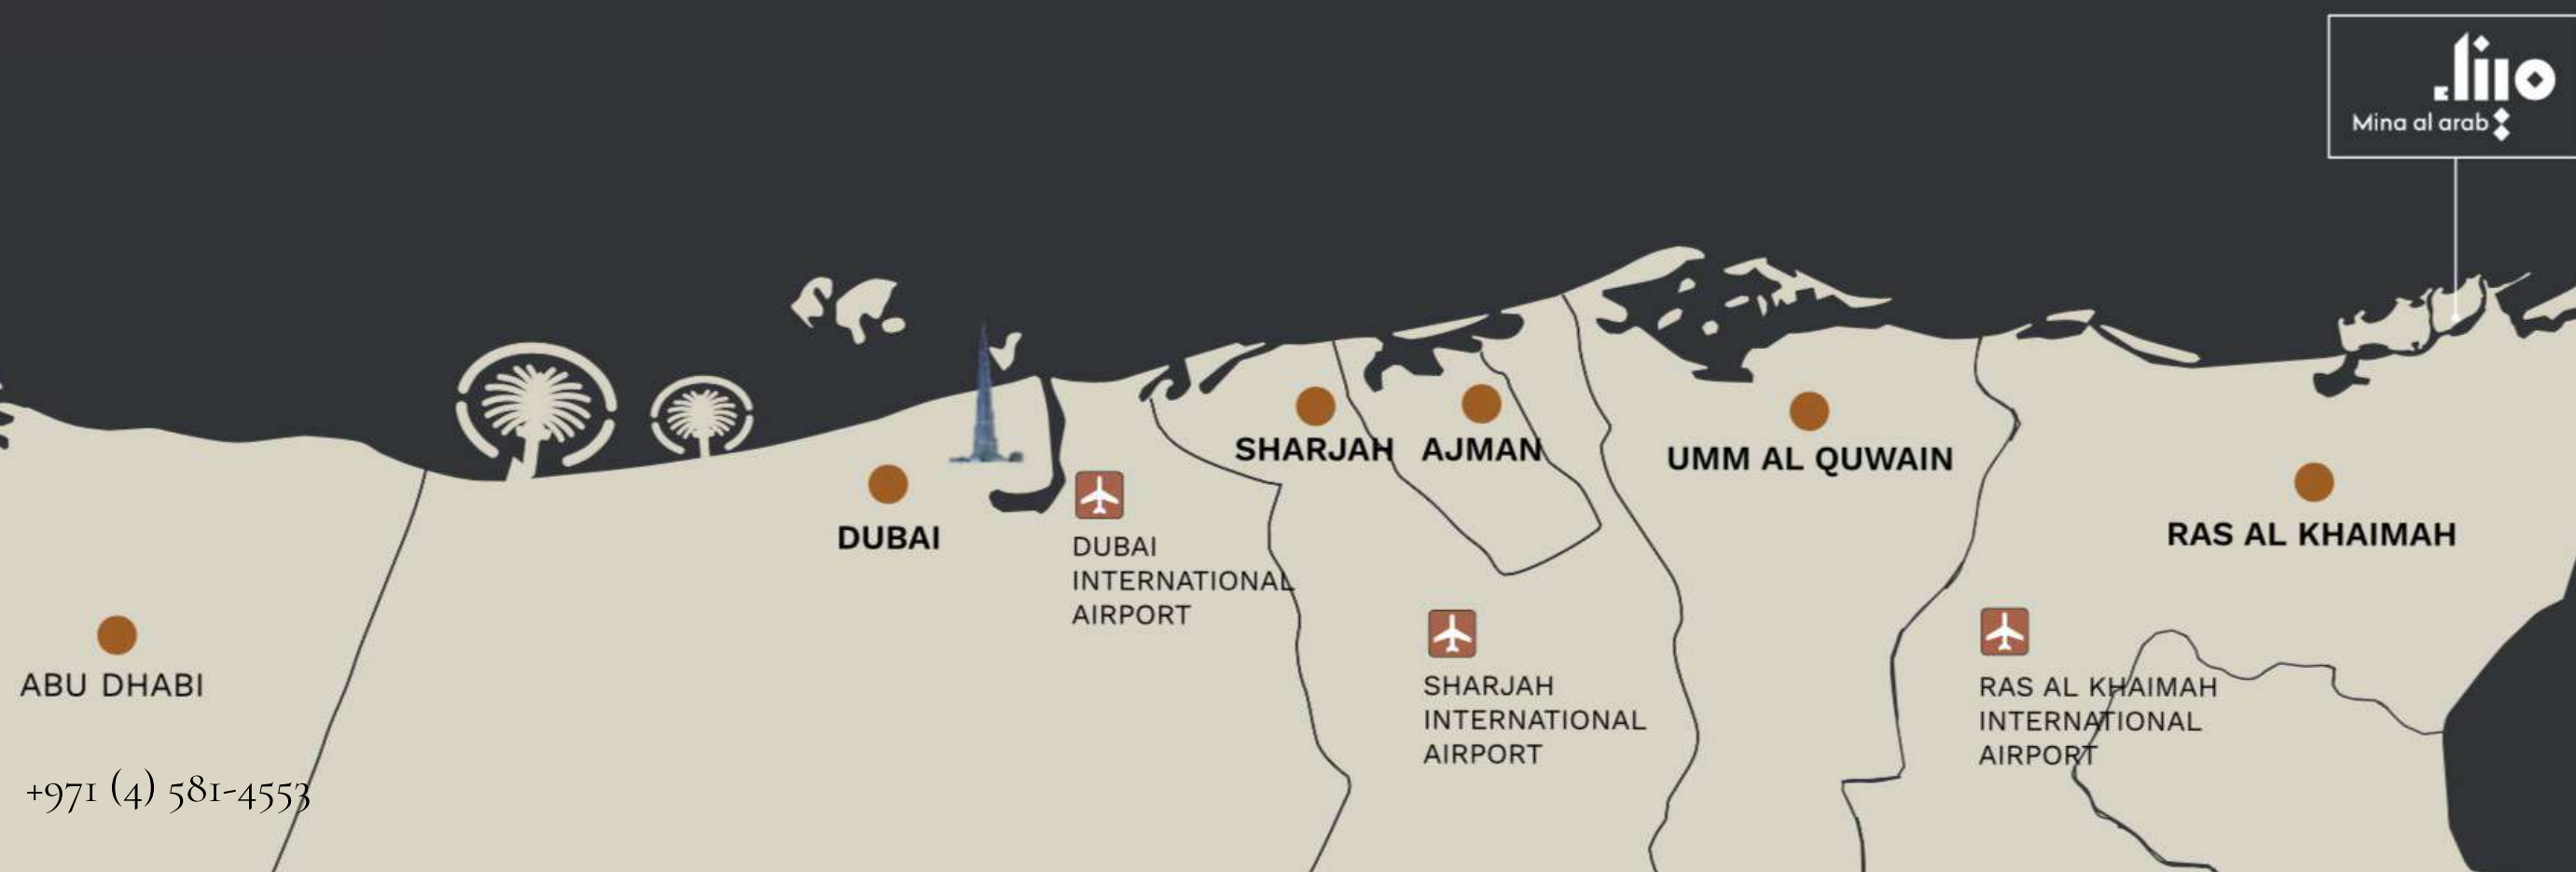 مينا
Mina al arab
SHARJAH
AJMAN
UMM AL QUWAIN
DUBAI
DUBAI
INTERNATIONAL
AIRPORT
RAS AL KHAIMAH
ABU DHABI
SHARJAH
INTERNATIONAL
AIRPORT
RAS AL KHAIMAH
INTERNATIONAL
AIRPORT
+971 (4) 581-4553